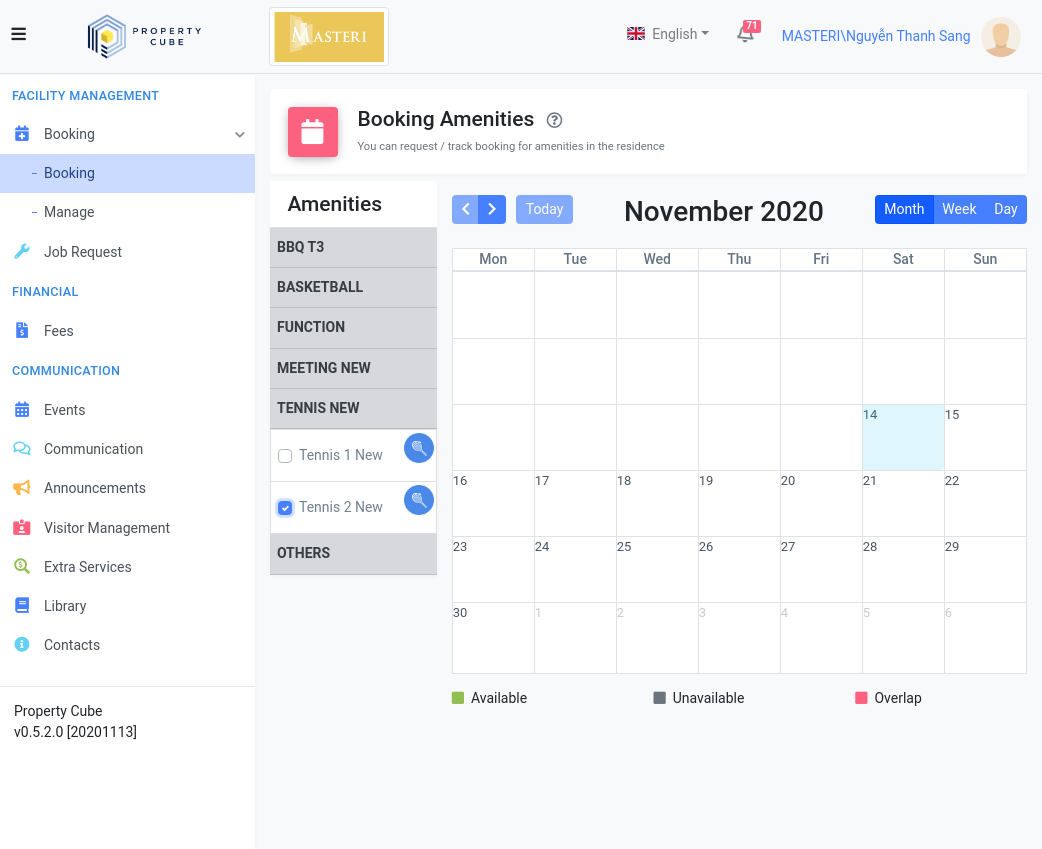 PROPERTY
CUBE
MASTERI
English
71
MASTERI\Nguyễn Thanh Sang
FACILITY MANAGEMENT
Booking
Booking
Manage
Job Request
FINANCIAL
Fees
COMMUNICATION
Events
Communication
Announcements
Visitor Management
Extra Services
Library
Contacts
Property Cube
v0.5.2.0 [20201113]
Booking Amenities
You can request / track booking for amenities in the residence
Amenities
BBQ T3
BASKETBALL
FUNCTION
MEETING NEW
TENNIS NEW
Tennis 1 New
Tennis 2 New
OTHERS
Today
November 2020
Month Week Day
Mon Tue Wed Thu Fri Sat Sun
14 15
16 17 18 19 20 21 22
23 24 25 26 27 28 29
30 1 2 3 4 5 6
Available Unavailable Overlap